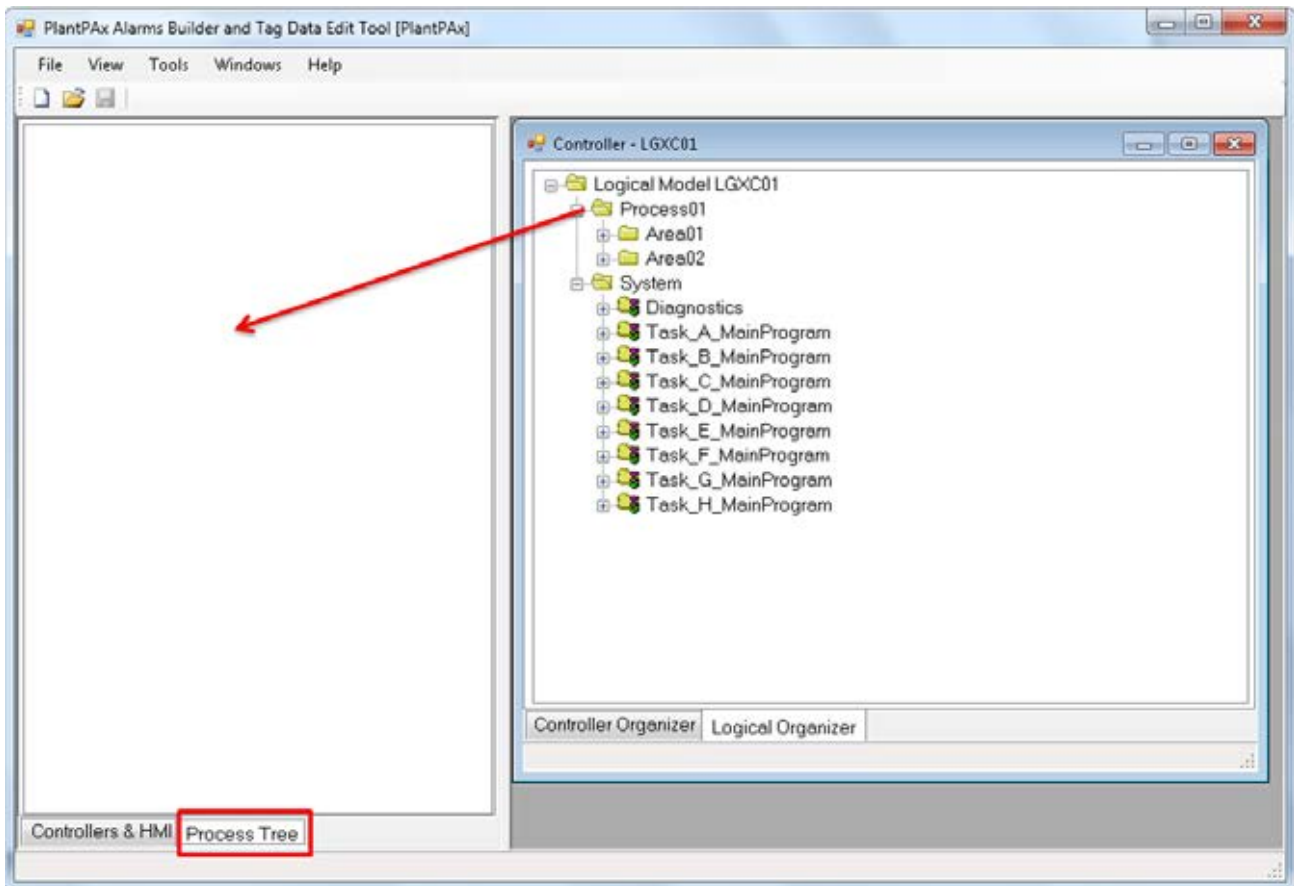 PlantPAx Alarms Builder and Tag Data Edit Tool [PlantPAx]
File View Tools Windows Help
Controller - LGXC01
Logical Model LGXC01
Process01
Area01
Area02
System
Diagnostics
Task_A_MainProgram
Task_B_MainProgram
Task_C_MainProgram
Task_D_MainProgram
Task_E_MainProgram
Task_F_MainProgram
Task_G_MainProgram
Task_H_MainProgram
Controller Organizer Logical Organizer
Controllers & HMI Process Tree